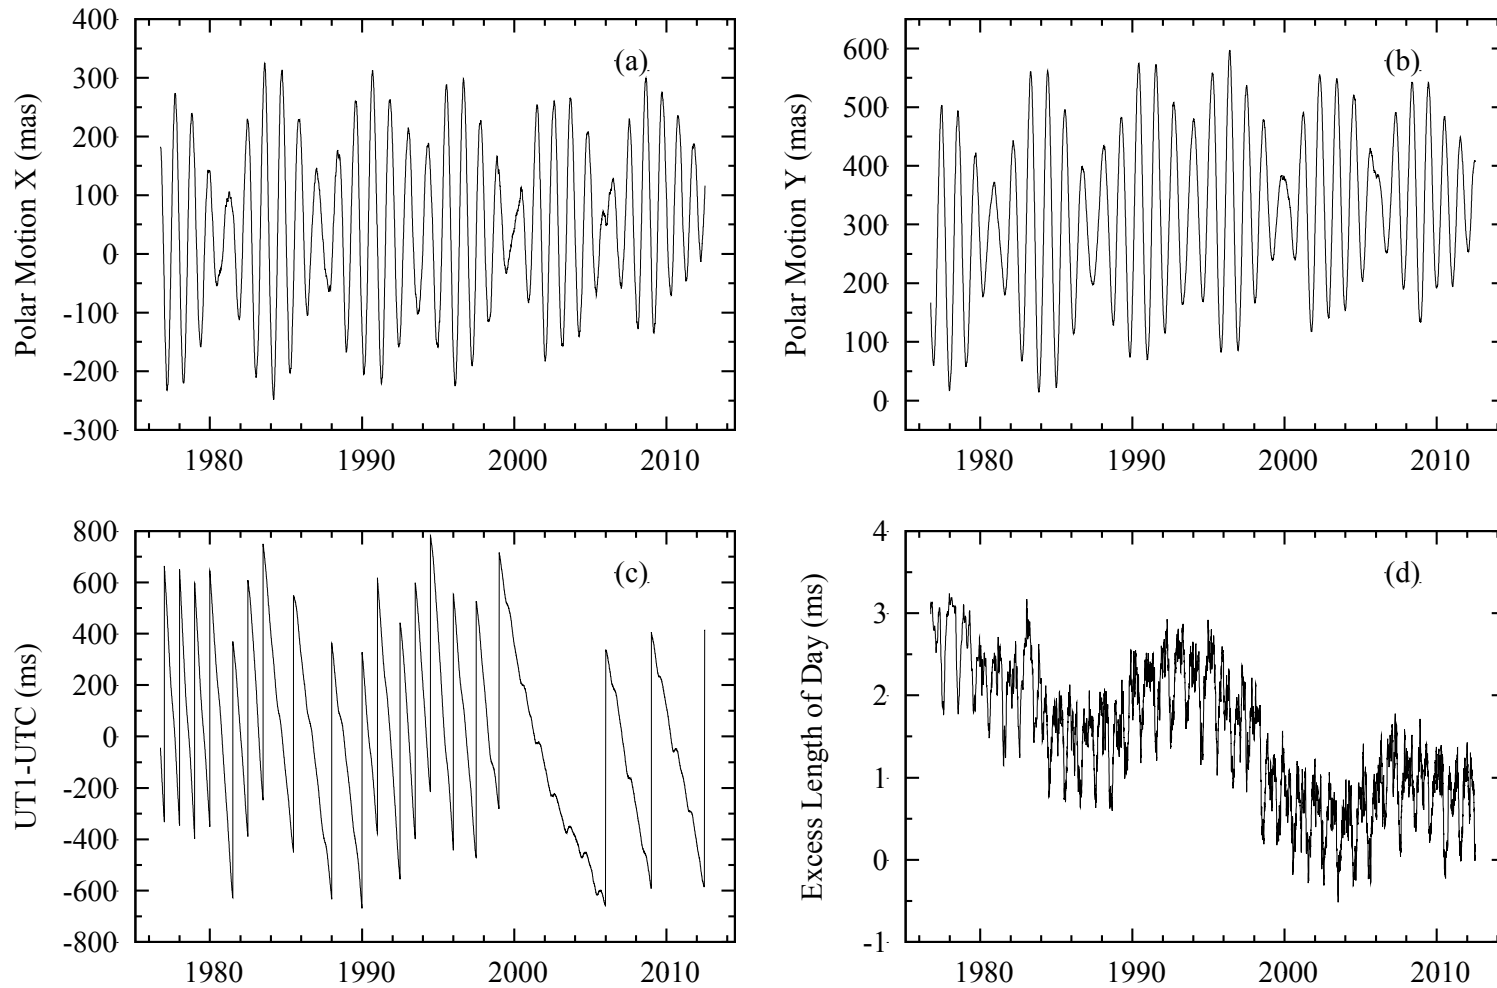 400
300
200
100
0
-100
-200
-300
Polar Motion X (mas)
(a)
1980 1990 2000 2010
600
500
400
300
200
100
0
Polar Motion Y (mas)
(b)
1980 1990 2000 2010
800
600
400
200
0
-200
-400
-600
-800
UT1-UTC (ms)
(c)
1980 1990 2000 2010
4
3
2
1
0
-1
Excess Length of Day (ms)
(d)
1980 1990 2000 2010